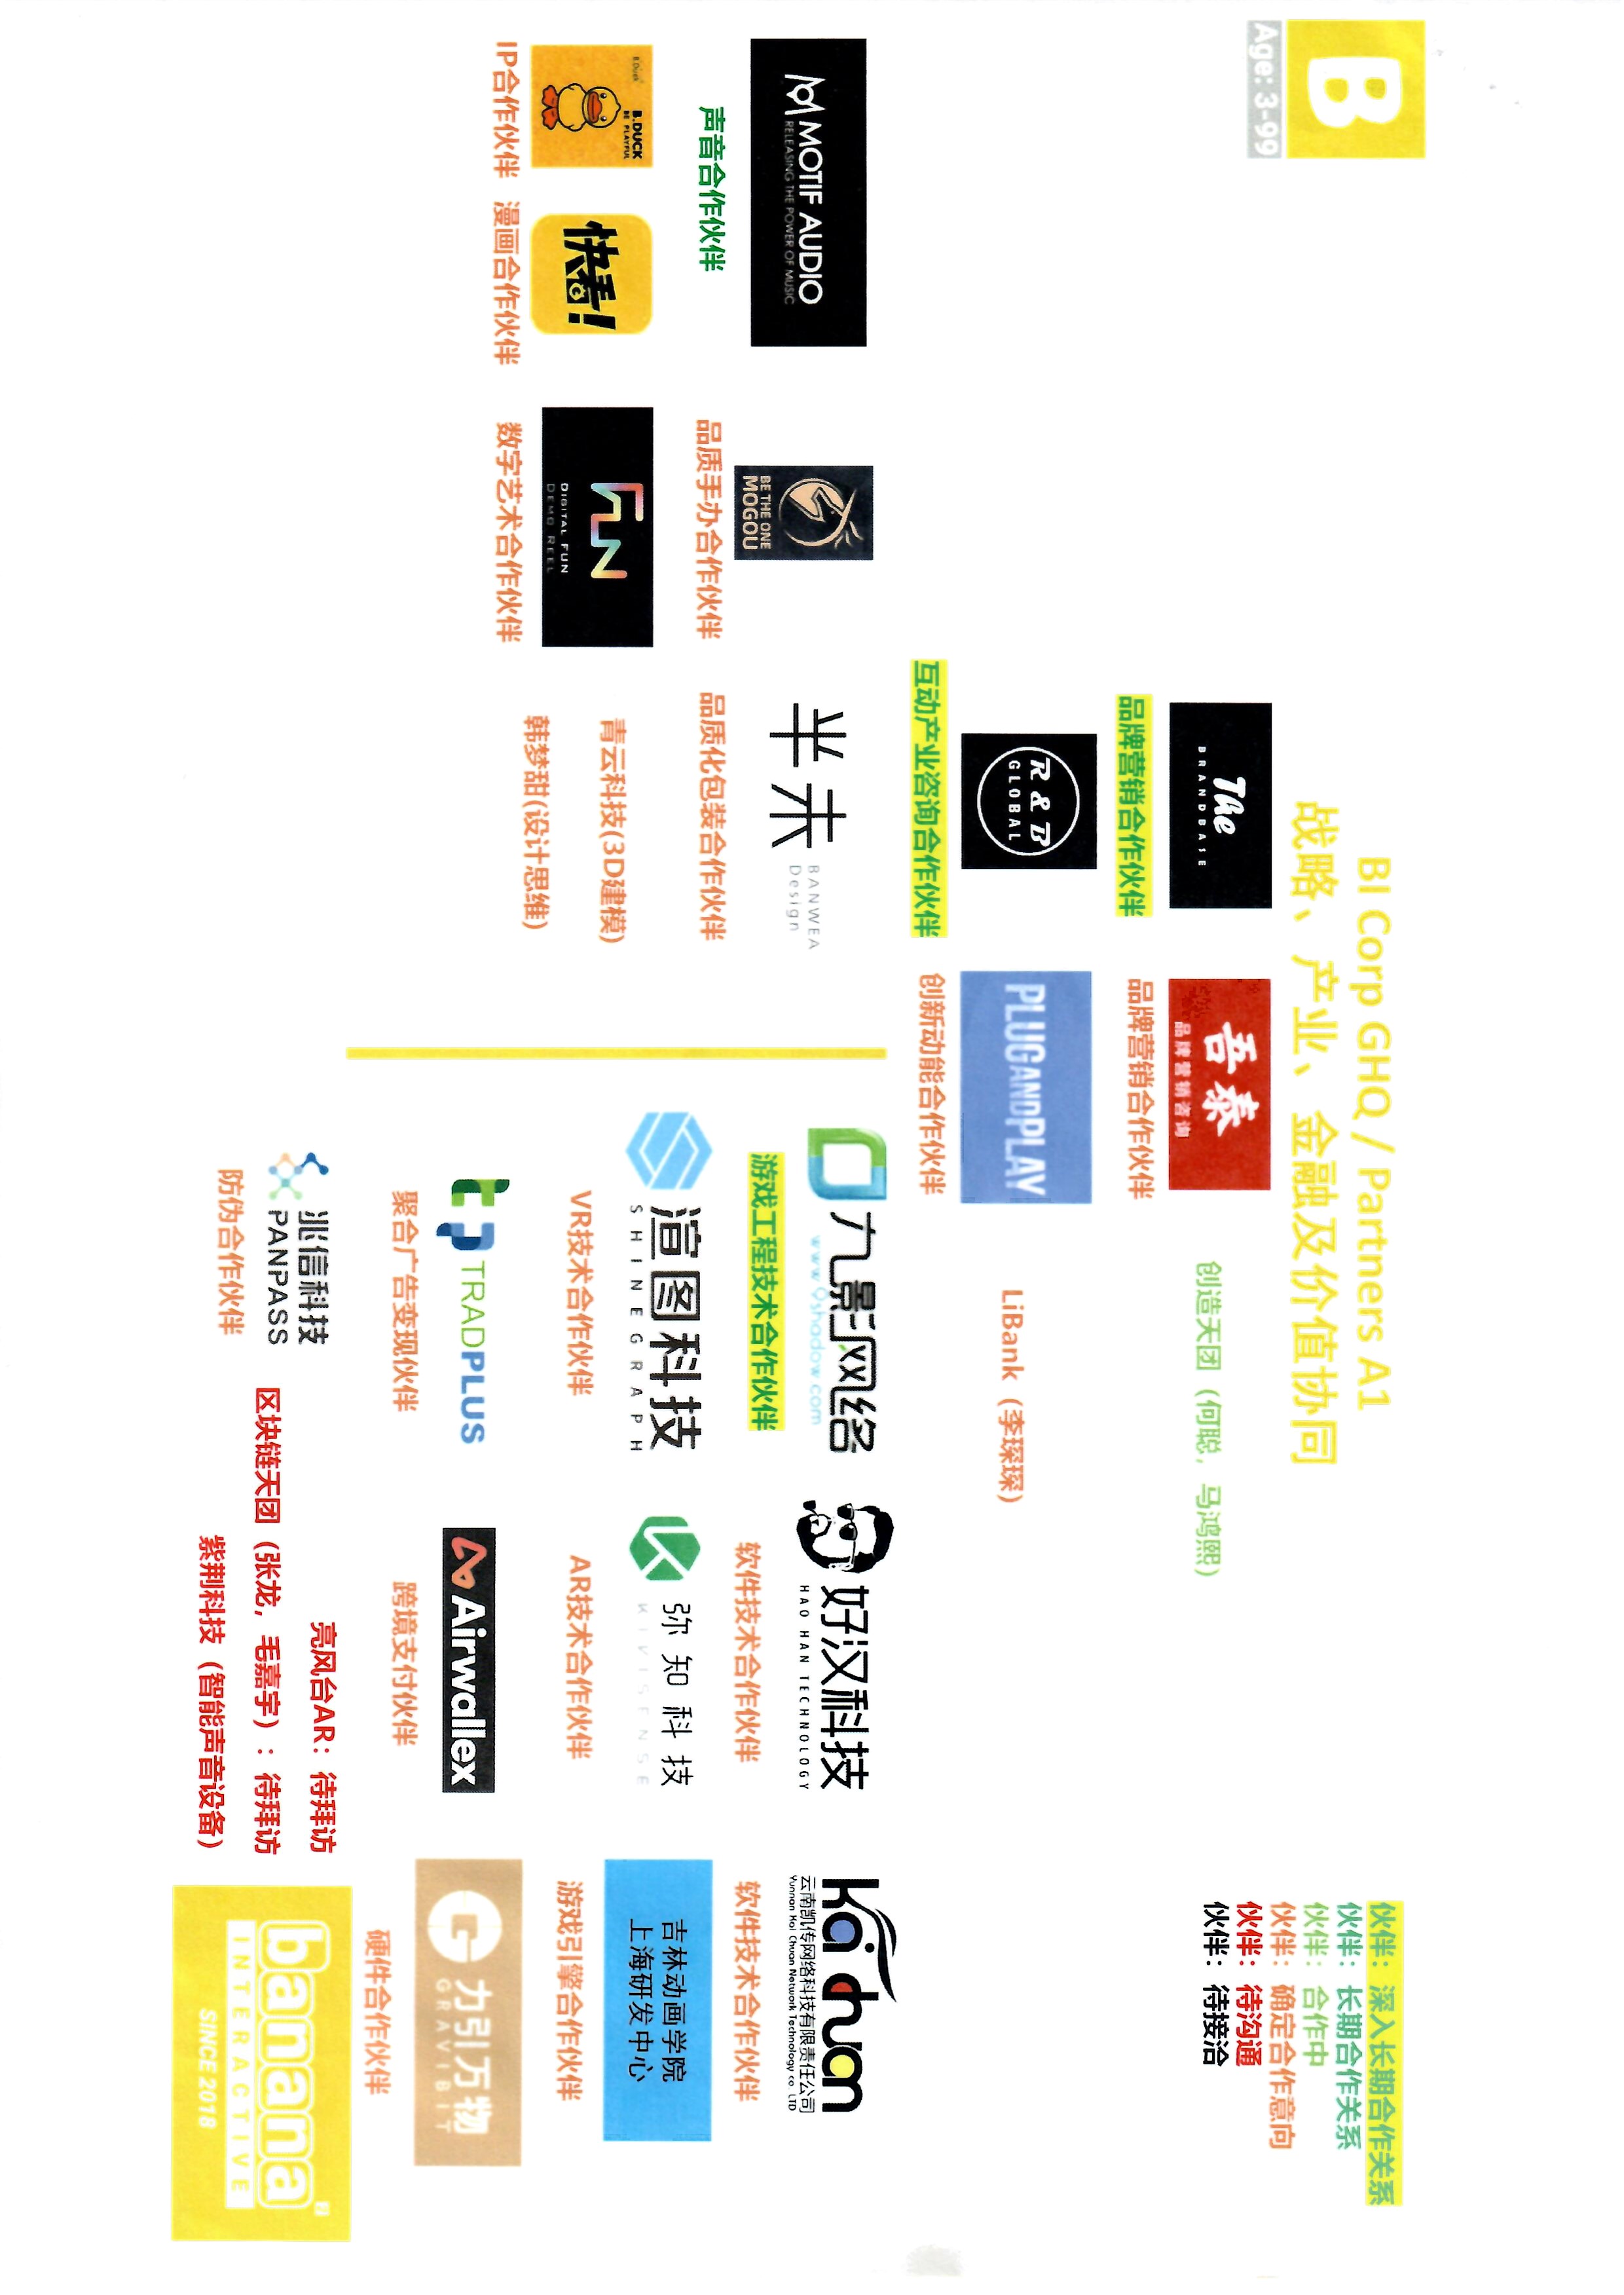 B
Age: 3-99
BI Corp GHQ / Partners A1
战略、产业、金融及价值协同
伙伴：深入长期合作关系
伙伴：长期合作关系
伙伴：合作中
伙伴：确定合作意向
伙伴：待沟通
伙伴：待接洽
The
BRANDBASE
品牌营销合作伙伴
吾泰
品牌营销咨询
品牌营销合作伙伴
创造天团（何聪，马鸿熙）
R & B
GLOBAL
互动产业咨询合作伙伴
PLUGANDPLAY
创新动能合作伙伴
LiBank（李琛琛）
MOTIF AUDIO
RELEASING THE POWER OF MUSIC
声音合作伙伴
BE THE ONE
MOGOU
品质手办合作伙伴
半未
BANWEA
Design
品质化包装合作伙伴
B.Duck
B.DUCK
BE PLAYFUL
IP合作伙伴
快看!
漫画合作伙伴
FUN
DIGITAL FUN
DEMO REEL
数字艺术合作伙伴
青云科技(3D建模)
韩梦甜(设计思维)
九影网络
www.9shadow.com
游戏工程技术合作伙伴
好汉科技
HAO HAN TECHNOLOGY
软件技术合作伙伴
kai chuan
云南凯传网络科技有限责任公司
Yunnan Kai Chuan Network Technology co. LTD
软件技术合作伙伴
渲图科技
SHINEGRAPH
VR技术合作伙伴
弥知科技
KIVISENSE
AR技术合作伙伴
吉林动画学院
上海研发中心
游戏引擎合作伙伴
TRADPLUS
聚合广告变现伙伴
Airwallex
跨境支付伙伴
G 力引万物
GRAVIBIT
硬件合作伙伴
兆信科技
PANPASS
防伪合作伙伴
亮风台AR：待拜访
区块链天团（张龙，毛嘉宇）：待拜访
紫荆科技（智能声音设备）
banana
INTERACTIVE
SINCE 2018